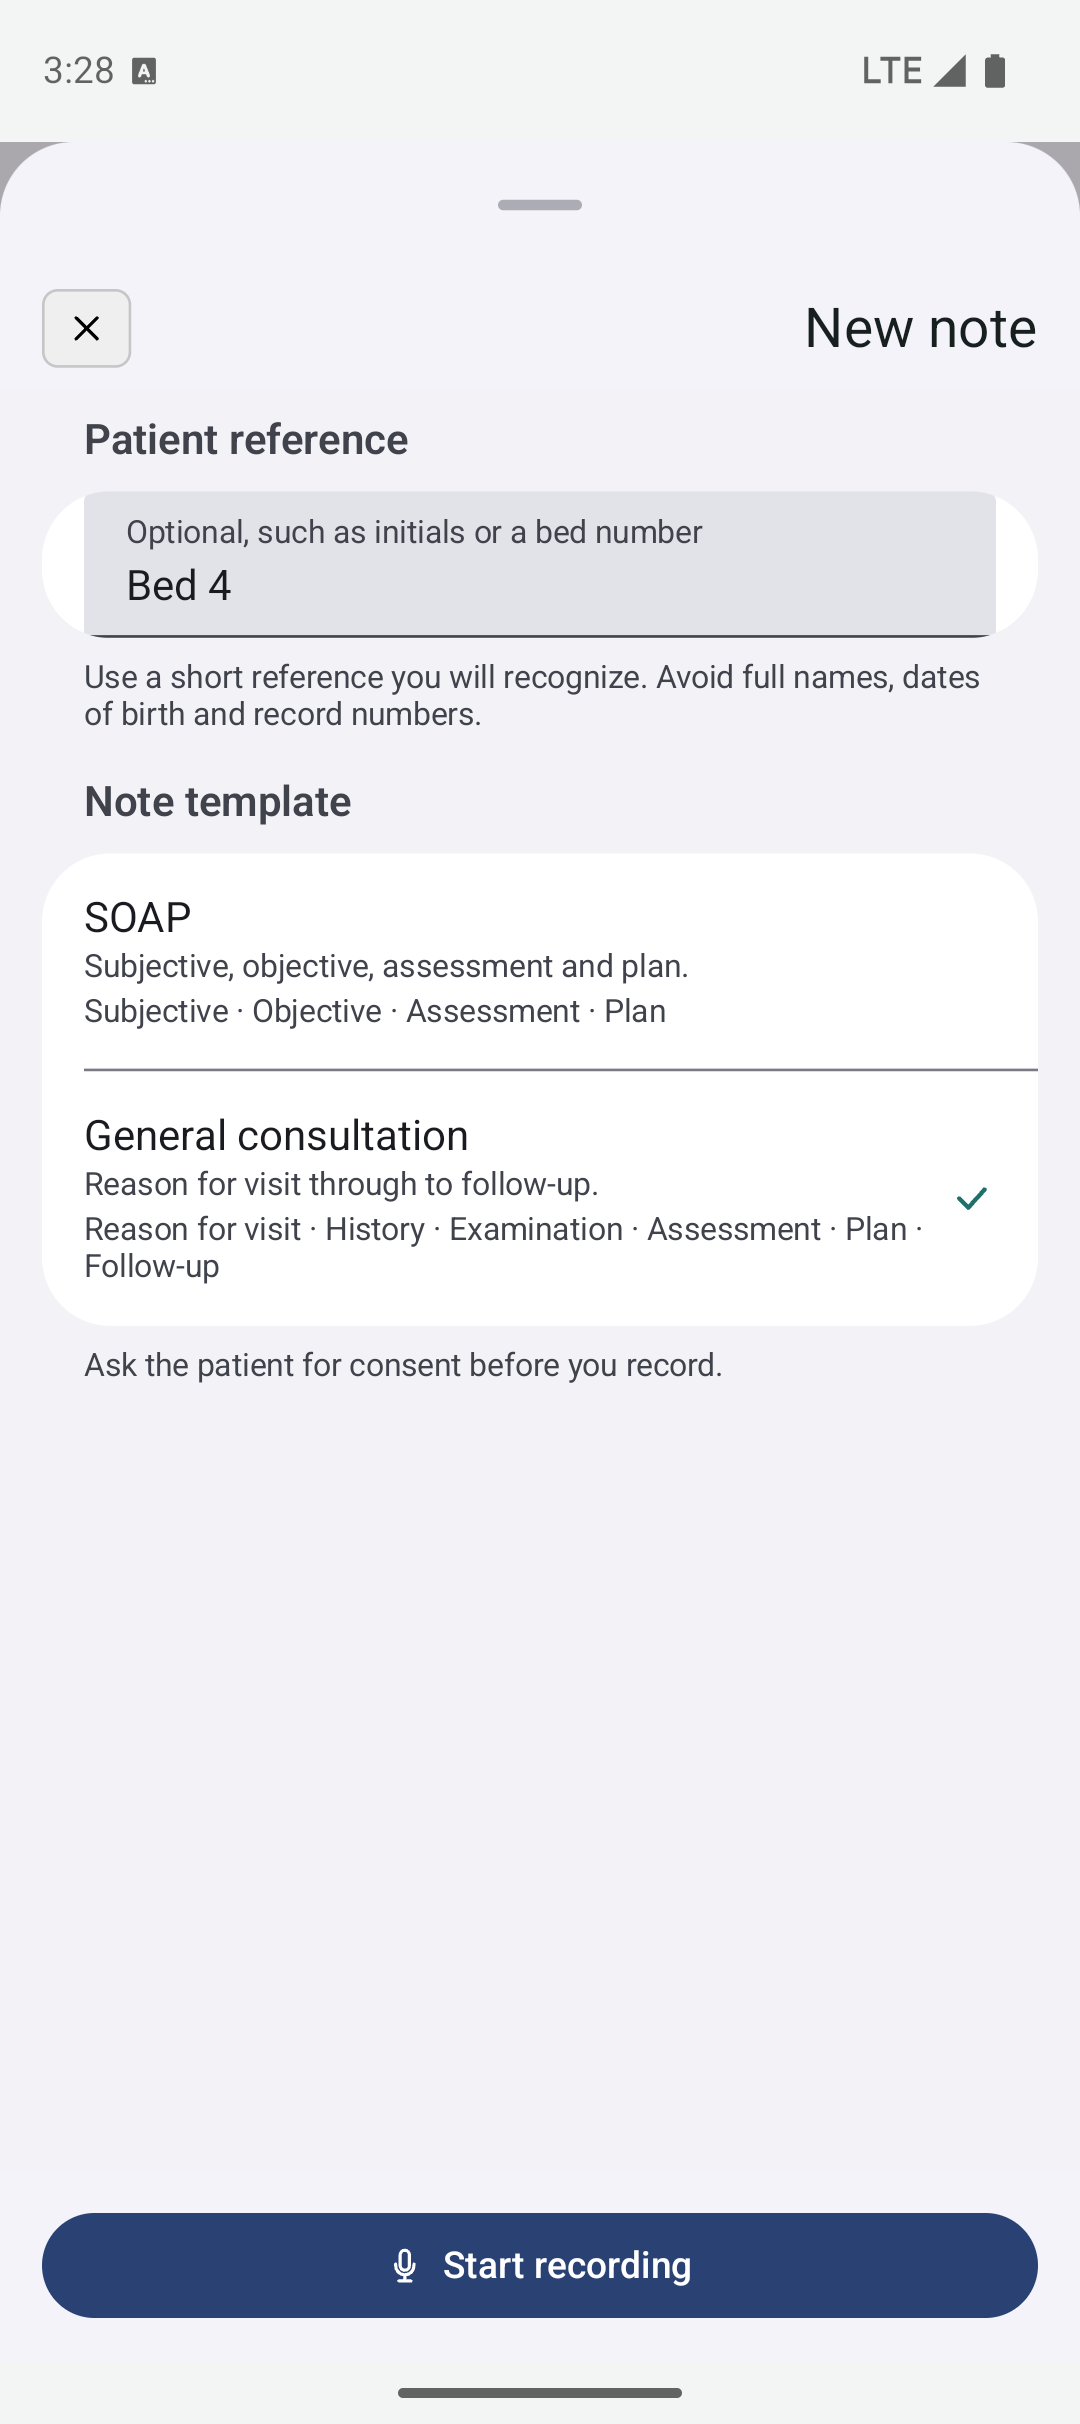 3:28
LTE
New note
Patient reference
Optional, such as initials or a bed number
Bed 4
Use a short reference you will recognize. Avoid full names, dates
of birth and record numbers.
Note template
SOAP
Subjective, objective, assessment and plan.
Subjective · Objective · Assessment · Plan
General consultation
Reason for visit through to follow-up.
Reason for visit · History · Examination · Assessment · Plan ·
Follow-up
Ask the patient for consent before you record.
Start recording